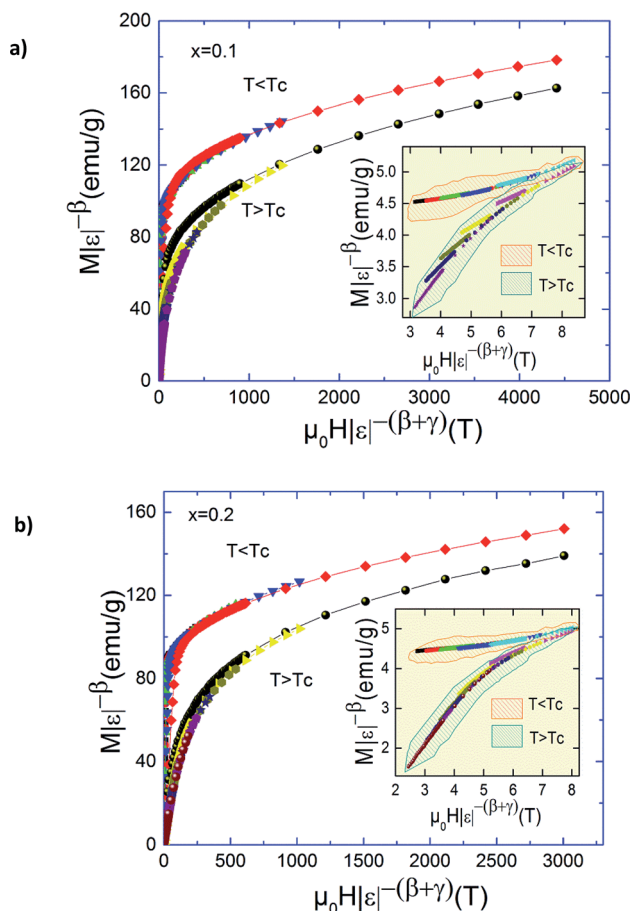 a)
x=0.1
T<Tc
T>Tc
M|ε|⁻ᵝ(emu/g)
160
120
80
40
0
0 1000 2000 3000 4000 5000
μ₀H|ε|⁻⁽ᵝ⁺ᵞ⁾(T)
M|ε|⁻ᵝ(emu/g)
5.0
4.5
4.0
3.5
3.0
T<Tc
T>Tc
3 4 5 6 7 8
μ₀H|ε|⁻⁽ᵝ⁺ᵞ⁾(T)
b)
x=0.2
T<Tc
T>Tc
M|ε|⁻ᵝ(emu/g)
160
120
80
40
0
0 500 1000 1500 2000 2500 3000
μ₀H|ε|⁻⁽ᵝ⁺ᵞ⁾(T)
M|ε|⁻ᵝ(emu/g)
5
4
3
2
T<Tc
T>Tc
2 3 4 5 6 7 8
μ₀H|ε|⁻⁽ᵝ⁺ᵞ⁾(T)